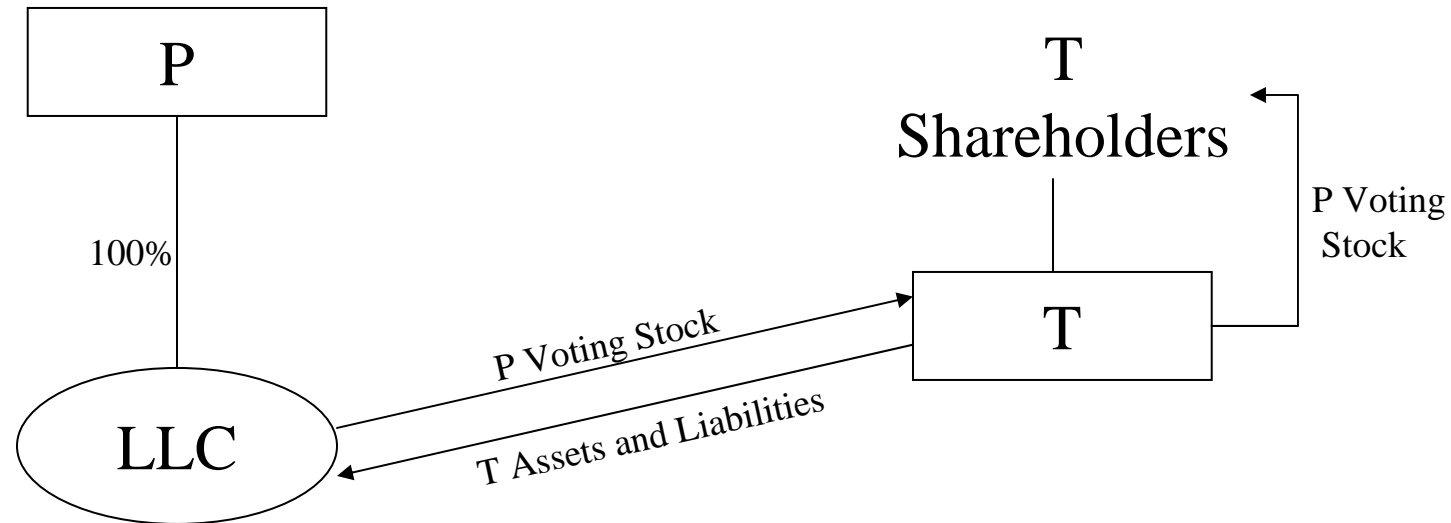 P
T
Shareholders
P Voting
Stock
100%
T
P Voting Stock
T Assets and Liabilities
LLC